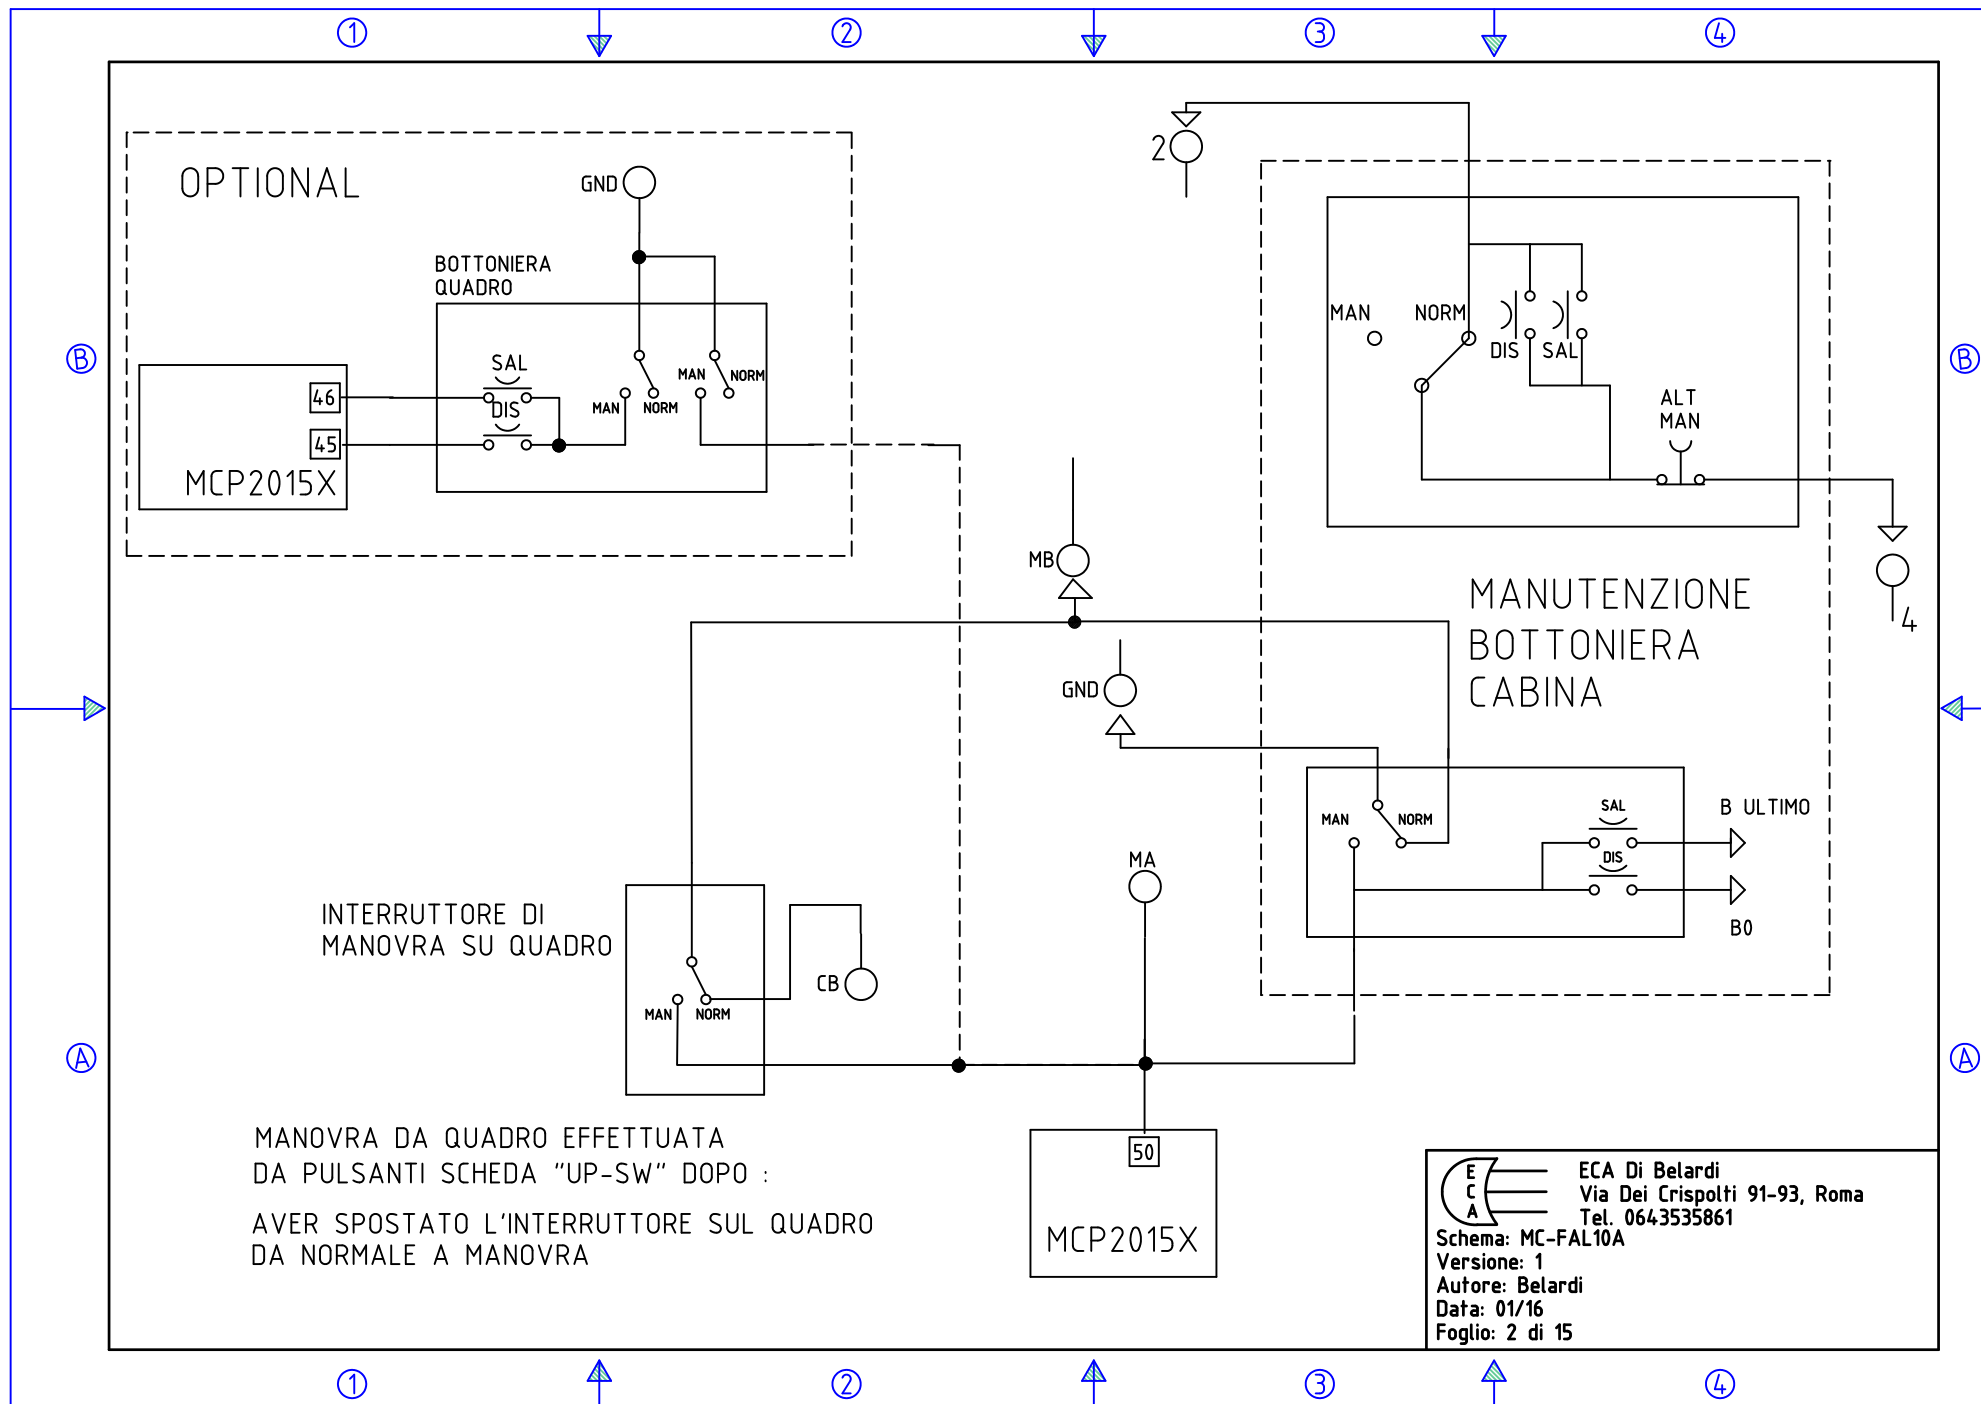 1
2
3
4
OPTIONAL
GND
BOTTONIERA
QUADRO
SAL
DIS
MAN
NORM
MAN
NORM
46
45
MCP2015X
B
B
2
MAN
NORM
DIS
SAL
ALT
MAN
4
MB
GND
MANUTENZIONE
BOTTONIERA
CABINA
MAN
NORM
SAL
DIS
B ULTIMO
B0
MA
INTERRUTTORE DI
MANOVRA SU QUADRO
MAN
NORM
CB
A
A
MANOVRA DA QUADRO EFFETTUATA
DA PULSANTI SCHEDA "UP-SW" DOPO :
AVER SPOSTATO L'INTERRUTTORE SUL QUADRO
DA NORMALE A MANOVRA
50
MCP2015X
E
C
A
ECA Di Belardi
Via Dei Crispolti 91-93, Roma
Tel. 0643535861
Schema: MC-FAL10A
Versione: 1
Autore: Belardi
Data: 01/16
Foglio: 2 di 15
1
2
3
4